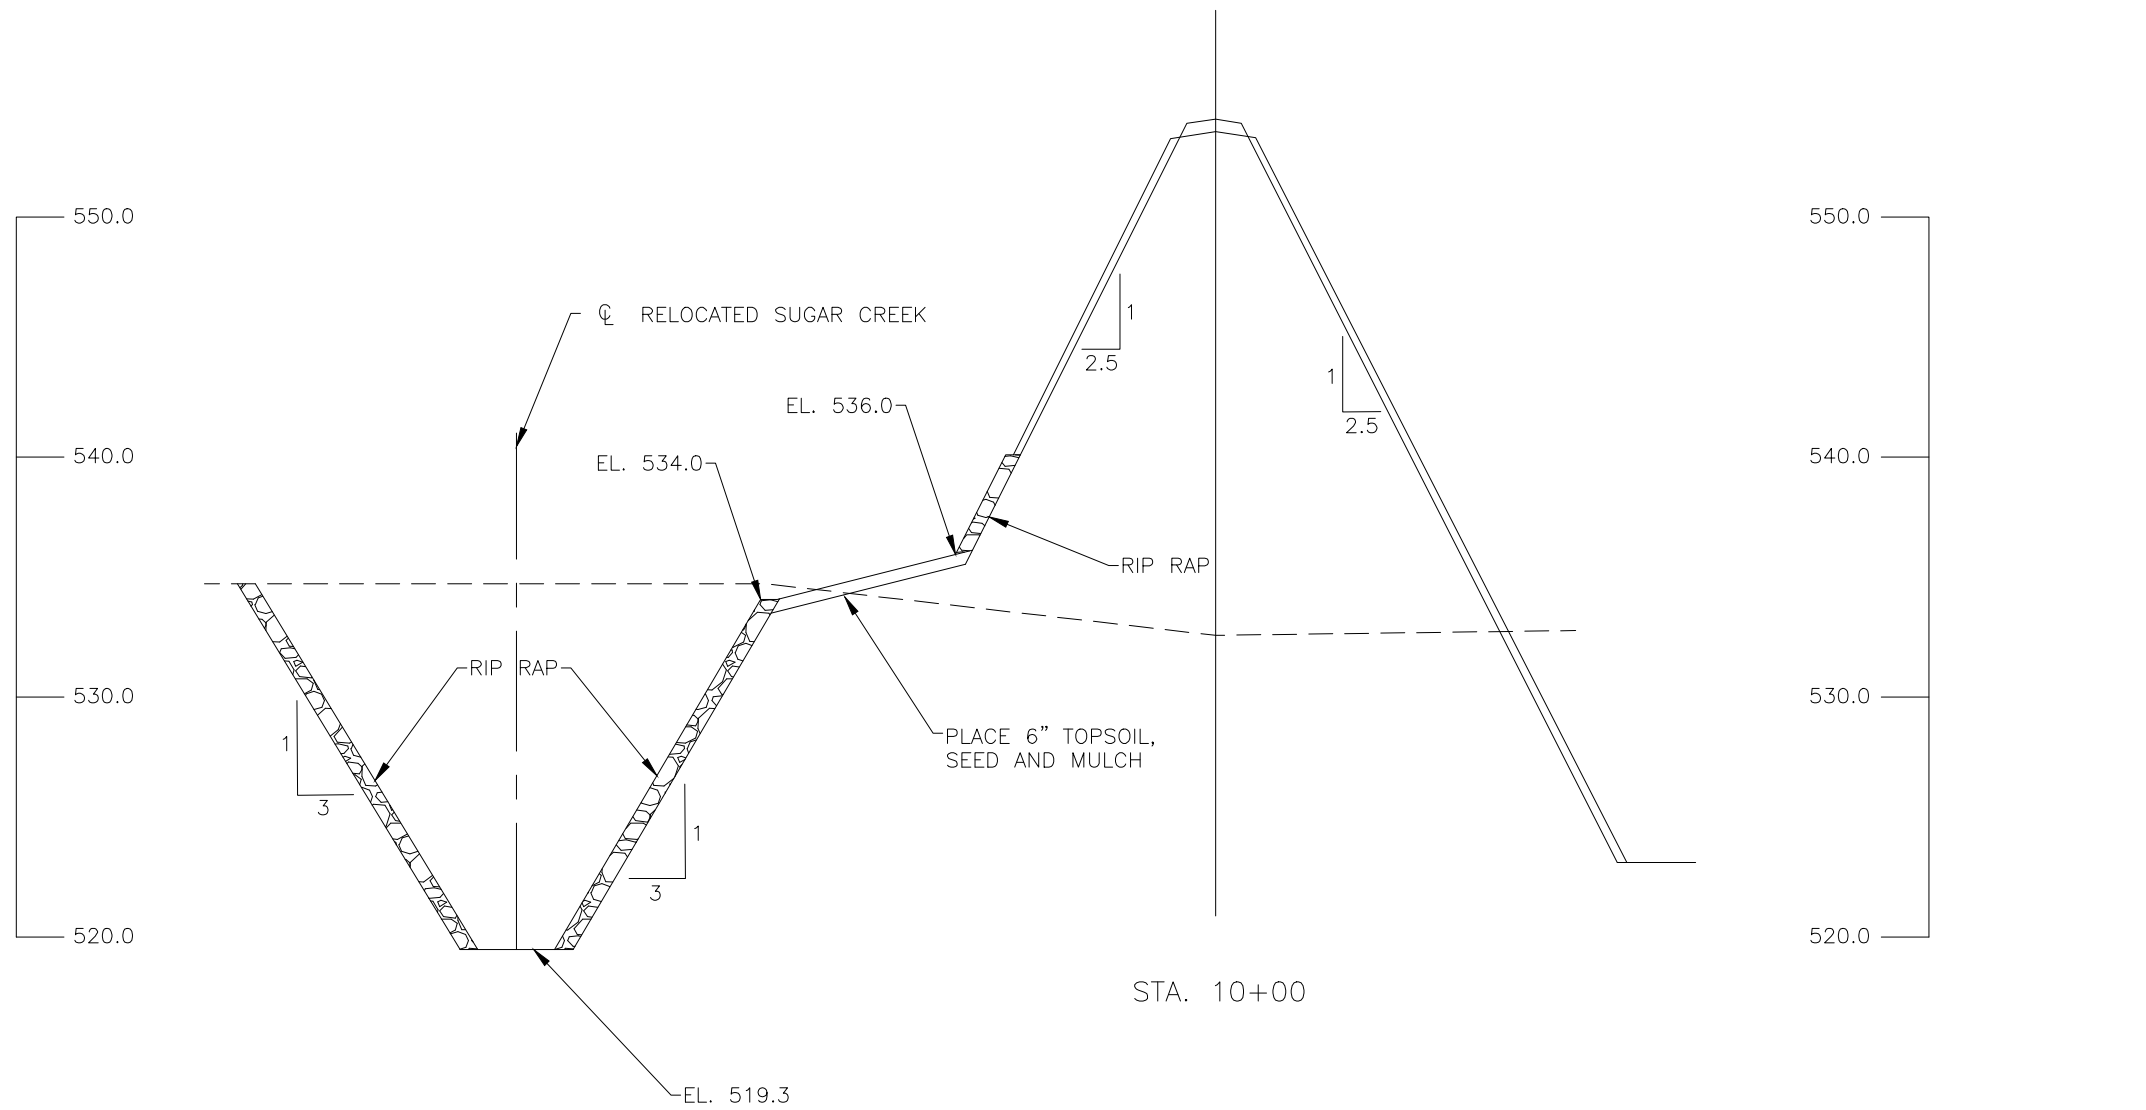 550.0
550.0
1
℄ RELOCATED SUGAR CREEK
2.5
1
EL. 536.0
2.5
540.0
EL. 534.0
540.0
RIP RAP
RIP RAP
530.0
530.0
1
PLACE 6” TOPSOIL,
SEED AND MULCH
3
1
3
520.0
520.0
STA. 10+00
EL. 519.3